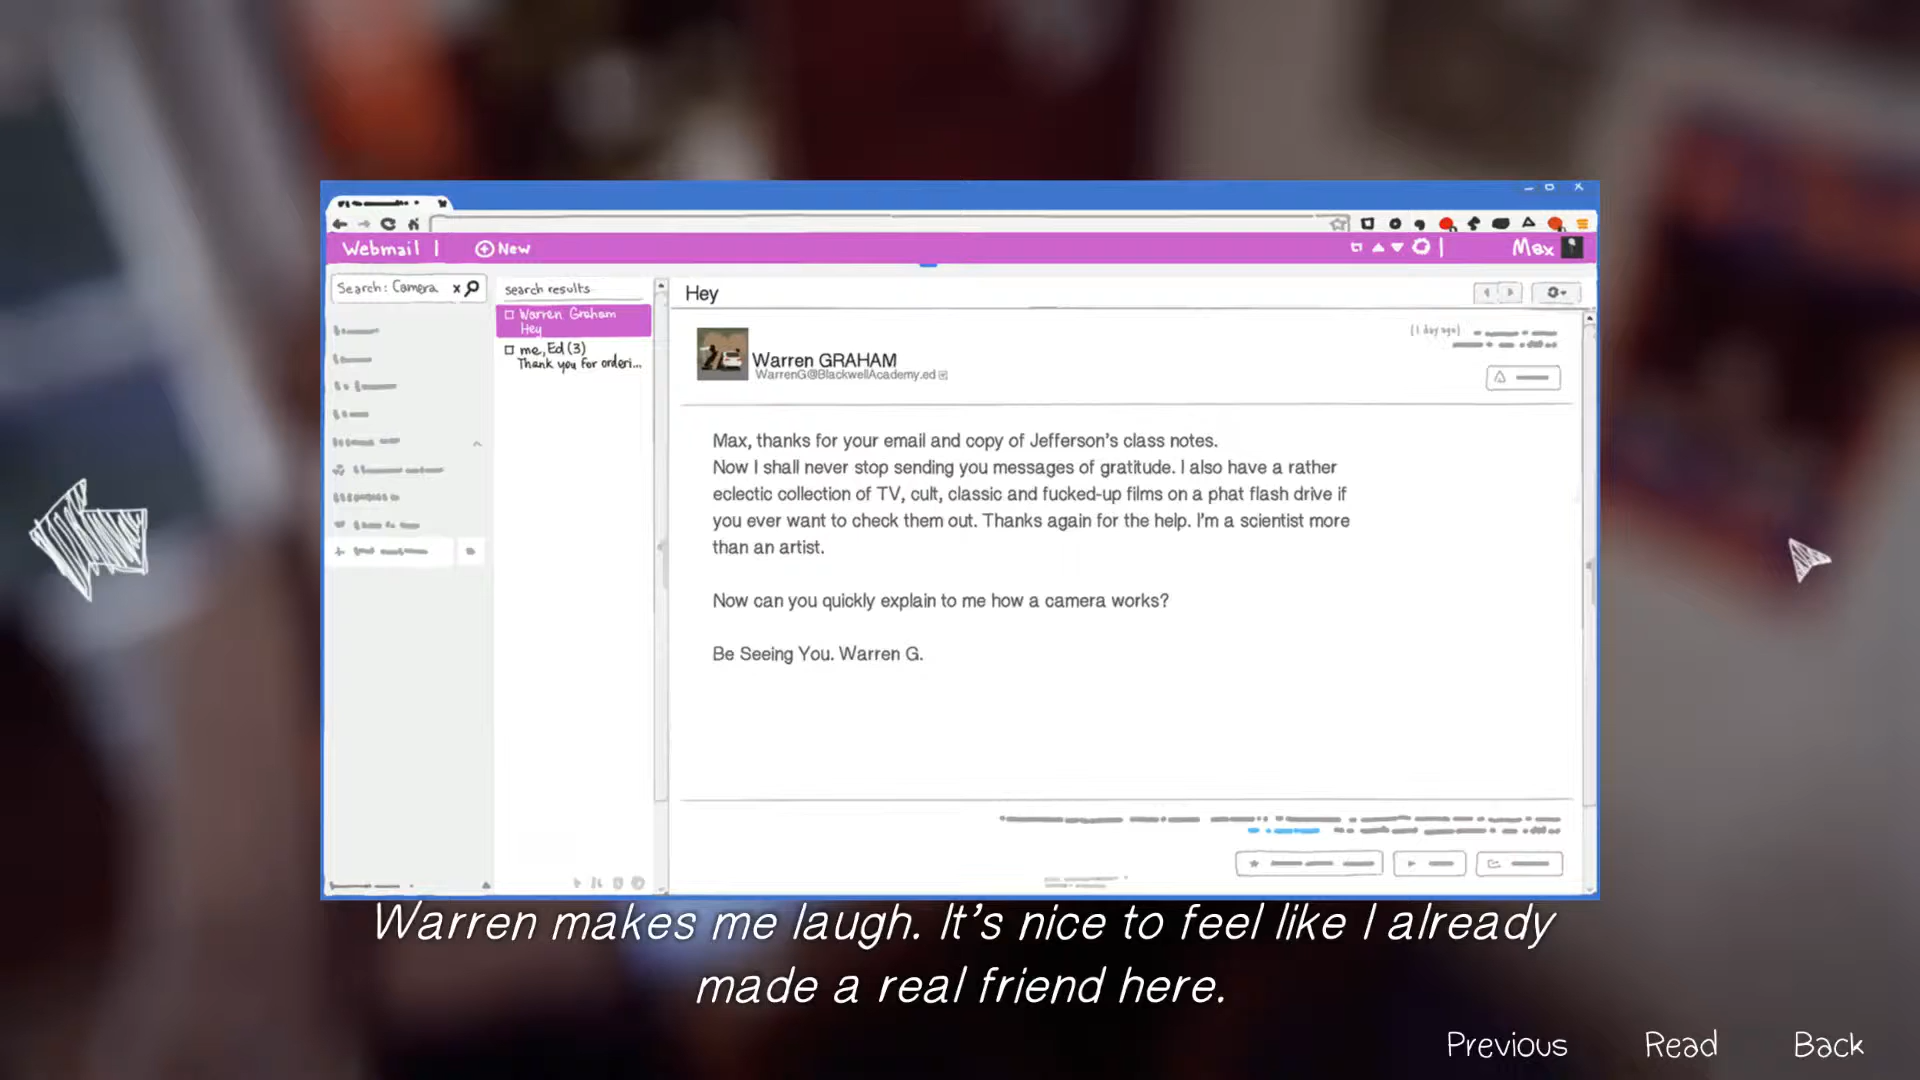 Webmail |
New
Max
Search: Camera x
search results
Warren Graham
Hey
me, Ed (3)
Thank you for orderi...
Hey
(1 day ago)
Warren GRAHAM
WarrenG@BlackwellAcademy.ed
Max, thanks for your email and copy of Jefferson's class notes.
Now I shall never stop sending you messages of gratitude. I also have a rather
eclectic collection of TV, cult, classic and fucked-up films on a phat flash drive if
you ever want to check them out. Thanks again for the help. I'm a scientist more
than an artist.
Now can you quickly explain to me how a camera works?
Be Seeing You. Warren G.
Warren makes me laugh. It's nice to feel like I already
made a real friend here.
Previous
Read
Back